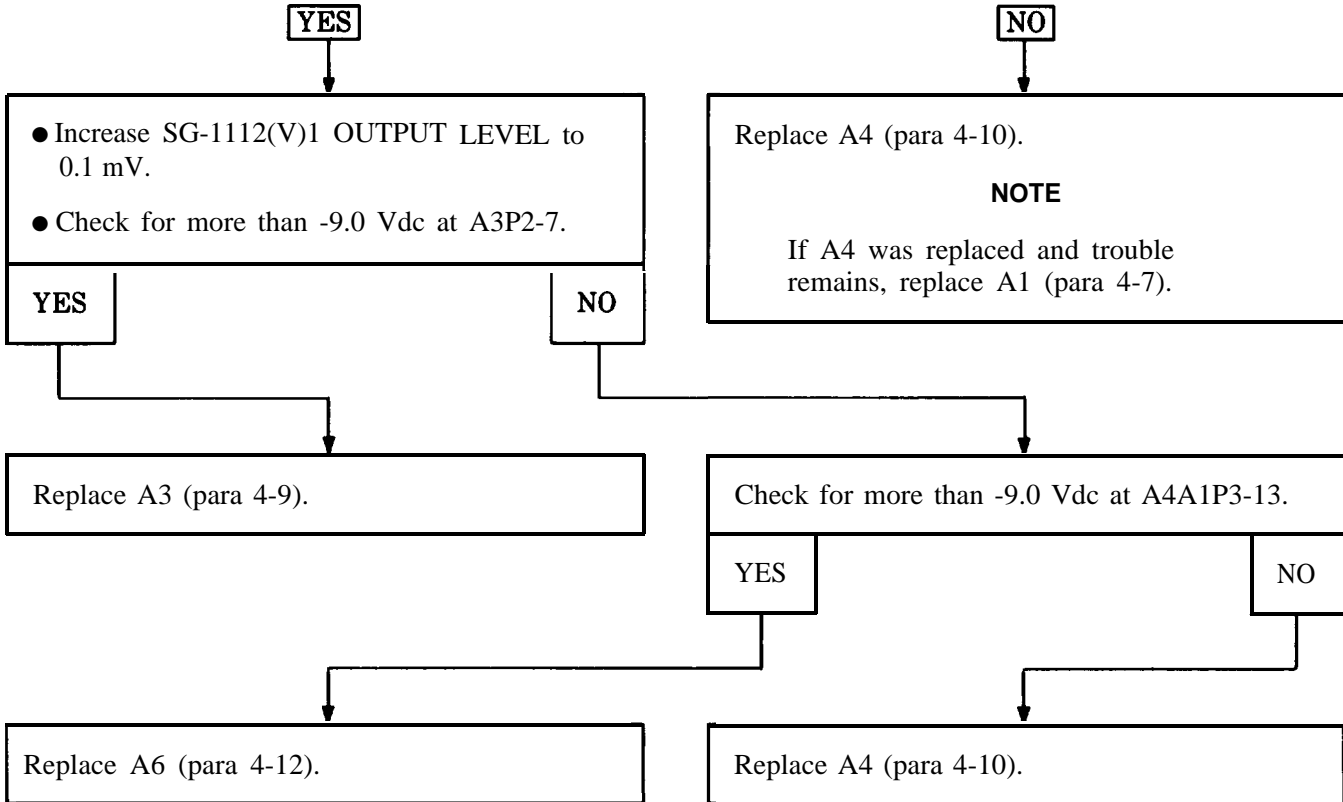 YES
NO
● Increase SG-1112(V)1 OUTPUT LEVEL to
0.1 mV.
● Check for more than -9.0 Vdc at A3P2-7.
YES
NO
Replace A4 (para 4-10).
NOTE
If A4 was replaced and trouble
remains, replace A1 (para 4-7).
Replace A3 (para 4-9).
Check for more than -9.0 Vdc at A4A1P3-13.
YES
NO
Replace A6 (para 4-12).
Replace A4 (para 4-10).